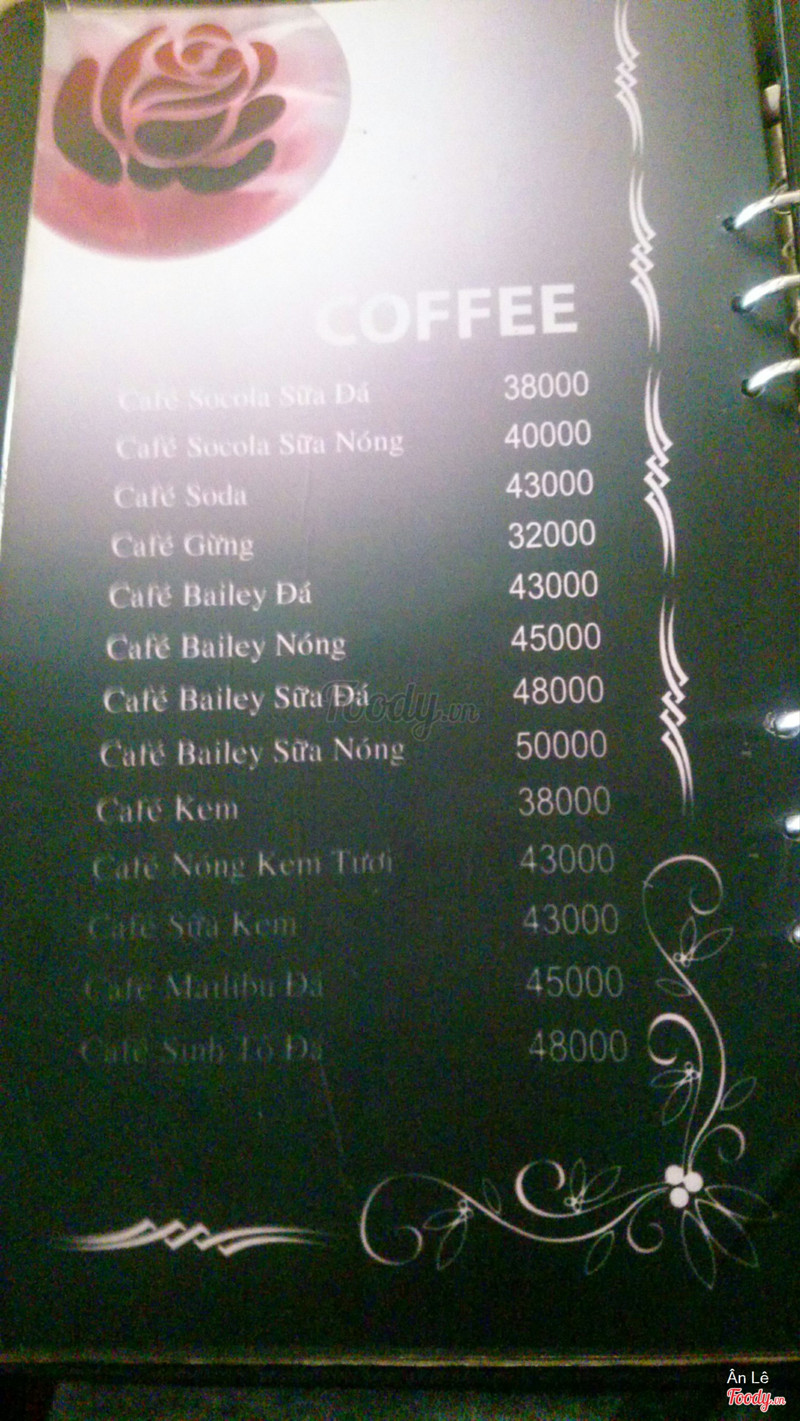 COFFEE
Café Socola Sữa Đá 38000
Café Socola Sữa Nóng 40000
Café Soda 43000
Café Gừng 32000
Café Bailey Đá 43000
Café Bailey Nóng 45000
Café Bailey Sữa Đá 48000
Foody.vn
Café Bailey Sữa Nóng 50000
Café Kem 38000
Café Nóng Kem Tươi 43000
Café Sữa Kem 43000
Café Malibu Đá 45000
Café Sinh Tố Đá 48000
Ân Lê
Foody.vn